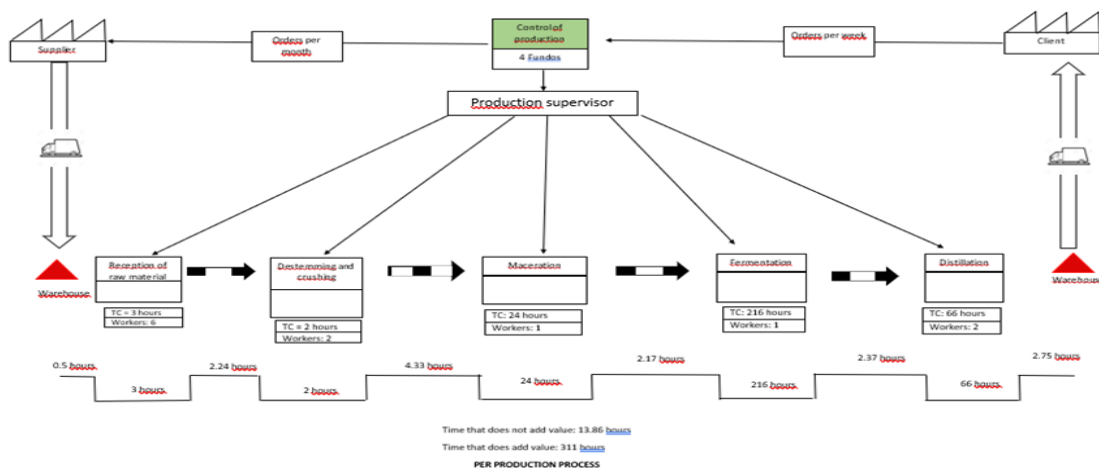 Supplier
Orders per
month
Control of
production
4 Fundos
Orders per week
Client
Production supervisor
Warehouse
Reception of
raw material
TC = 3 hours
Workers: 6
Destemming and
crushing
TC = 2 hours
Workers: 2
Maceration
TC: 24 hours
Workers: 1
Fermentation
TC: 216 hours
Workers: 1
Distillation
TC: 66 hours
Workers: 2
Warehouse
0.5 hours
3 hours
2.24 hours
2 hours
4.33 hours
24 hours
2.17 hours
216 hours
2.37 hours
66 hours
2.75 hours
Time that does not add value: 13.86 hours
Time that does add value: 311 hours
PER PRODUCTION PROCESS